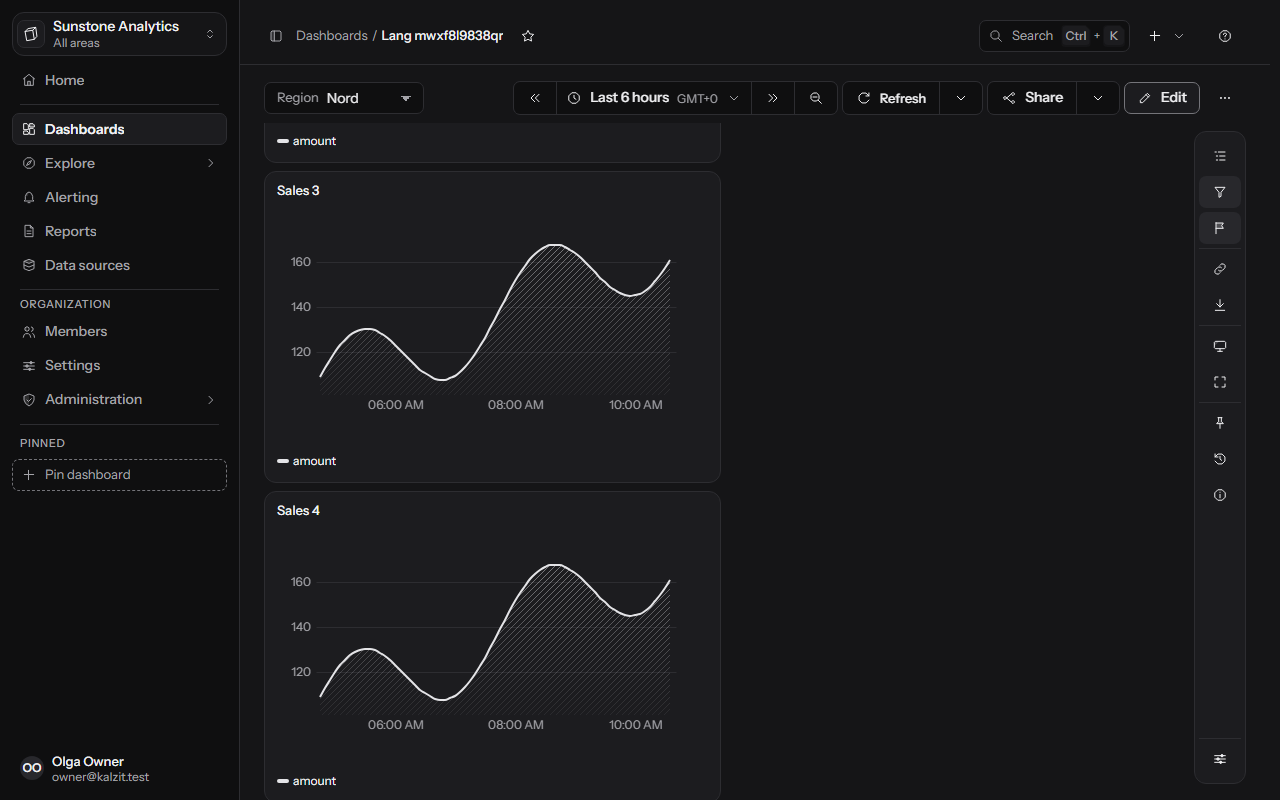 Sunstone Analytics
All areas
Home
Dashboards
Explore
Alerting
Reports
Data sources
ORGANIZATION
Members
Settings
Administration
PINNED
Pin dashboard
OO
Olga Owner
owner@kalzit.test
Dashboards / Lang mwxf8l9838qr
Search Ctrl + K
Region Nord
Last 6 hours GMT+0
Refresh
Share
Edit
amount
Sales 3
160
140
120
06:00 AM 08:00 AM 10:00 AM
amount
Sales 4
160
140
120
06:00 AM 08:00 AM 10:00 AM
amount